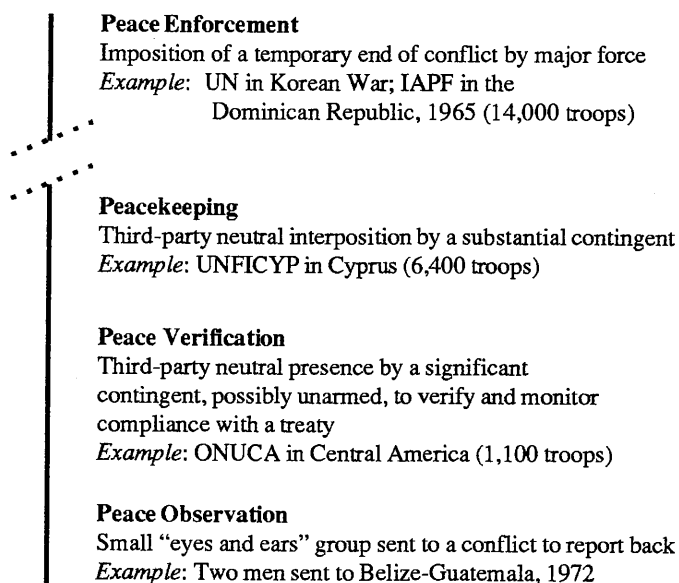 Peace Enforcement
Imposition of a temporary end of conflict by major force
Example: UN in Korean War; IAPF in the
Dominican Republic, 1965 (14,000 troops)
Peacekeeping
Third-party neutral interposition by a substantial contingent
Example: UNFICYP in Cyprus (6,400 troops)
Peace Verification
Third-party neutral presence by a significant
contingent, possibly unarmed, to verify and monitor
compliance with a treaty
Example: ONUCA in Central America (1,100 troops)
Peace Observation
Small “eyes and ears” group sent to a conflict to report back
Example: Two men sent to Belize-Guatemala, 1972